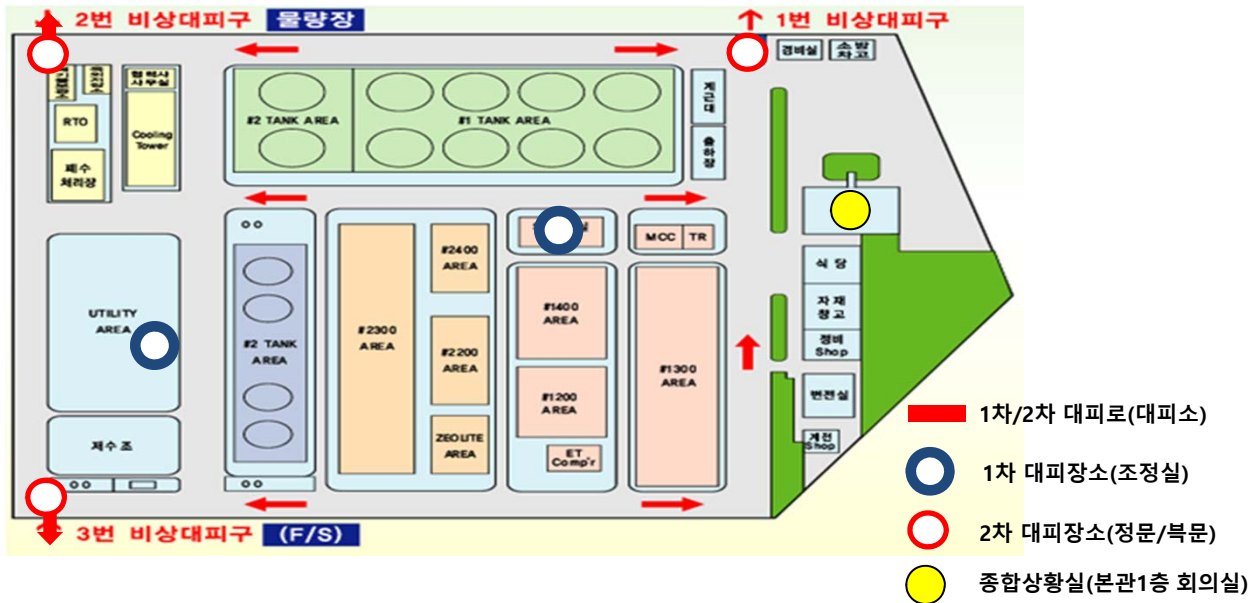 2번 비상대피구 물량장
1번 비상대피구
경비실
소방
차고
협력사
사무실
RTO
Cooling
Tower
폐수
처리장
#2 TANK AREA
#1 TANK AREA
계
근
대
출
하
장
MCC
TR
#2400
AREA
UTILITY
AREA
#2 TANK
AREA
#2300
AREA
#2200
AREA
ZEOLITE
AREA
#1400
AREA
#1200
AREA
ET
Comp'r
#1300
AREA
식 당
자 재
창 고
정비
Shop
변전실
계전
Shop
저수조
3번 비상대피구 (F/S)
1차/2차 대피로(대피소)
1차 대피장소(조정실)
2차 대피장소(정문/북문)
종합상황실(본관1층 회의실)